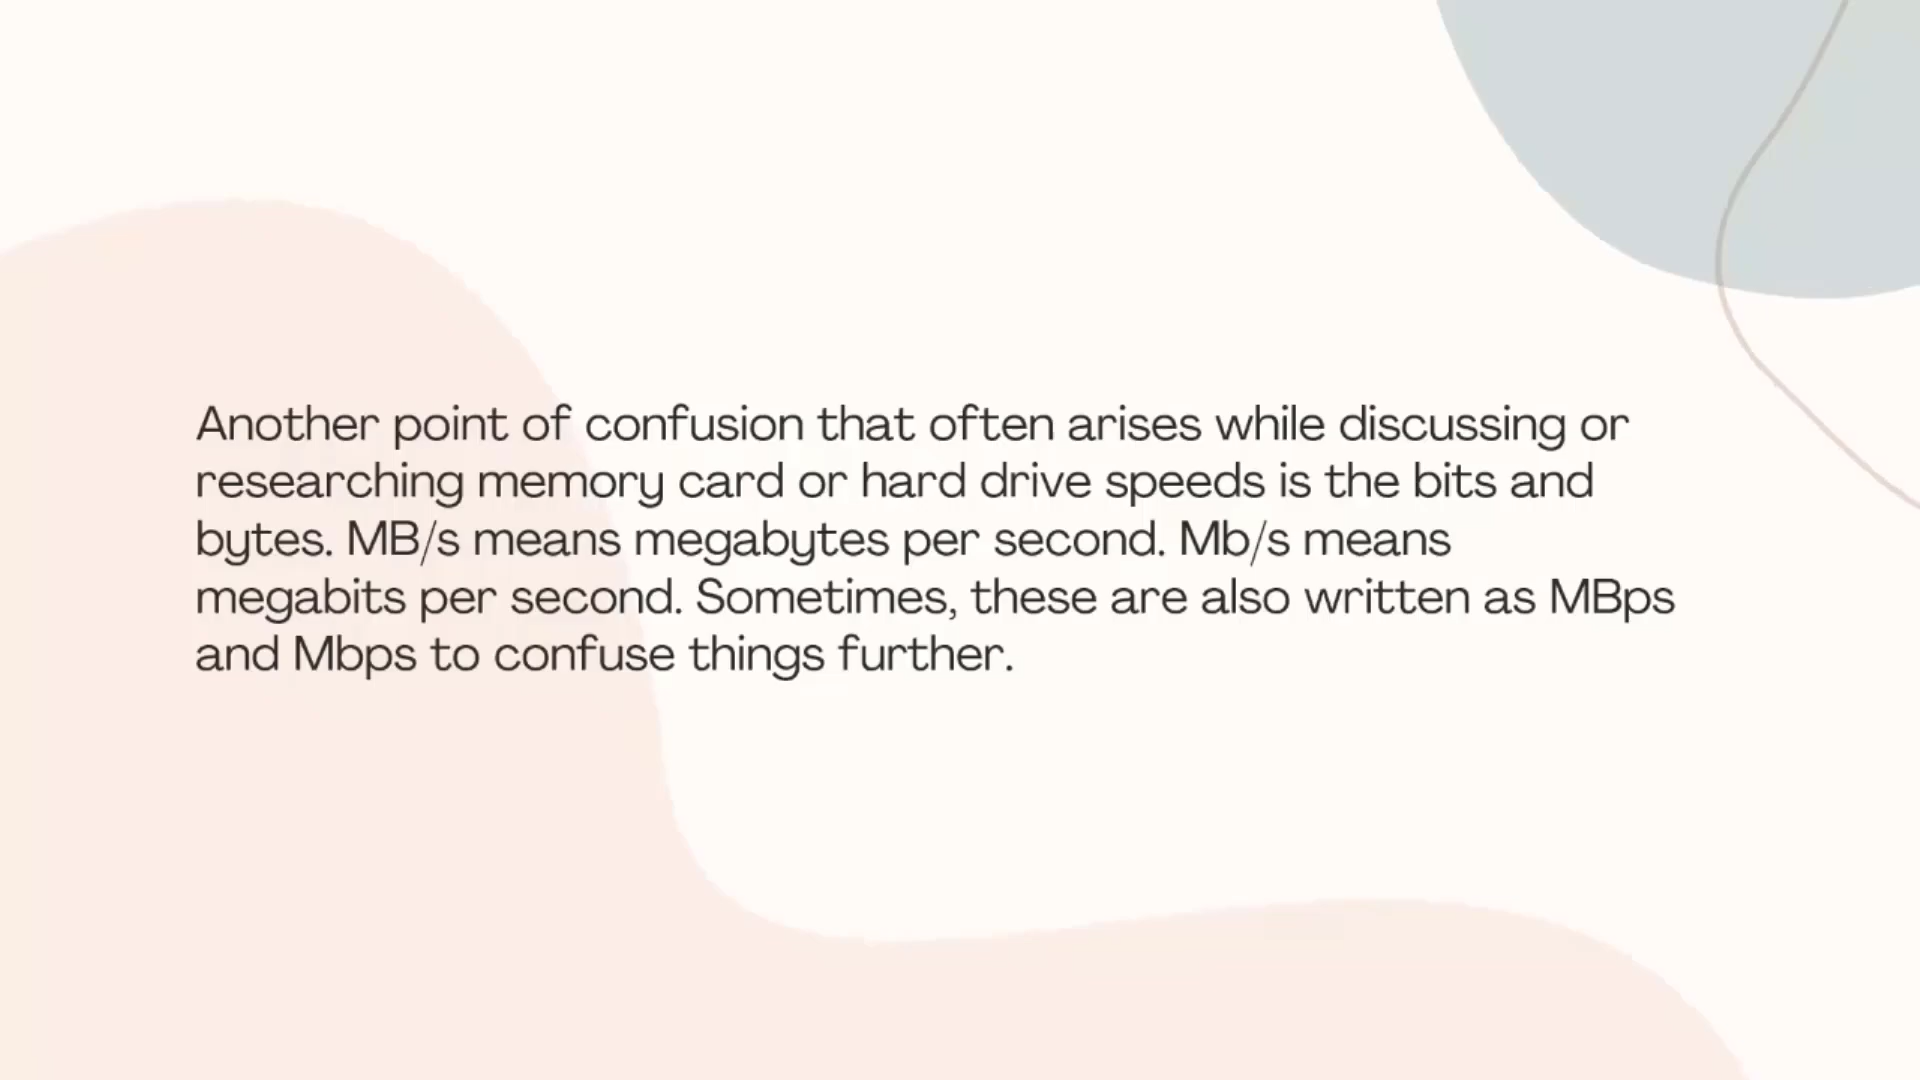 Another point of confusion that often arises while discussing or
researching memory card or hard drive speeds is the bits and
bytes. MB/s means megabytes per second. Mb/s means
megabits per second. Sometimes, these are also written as MBps
and Mbps to confuse things further.